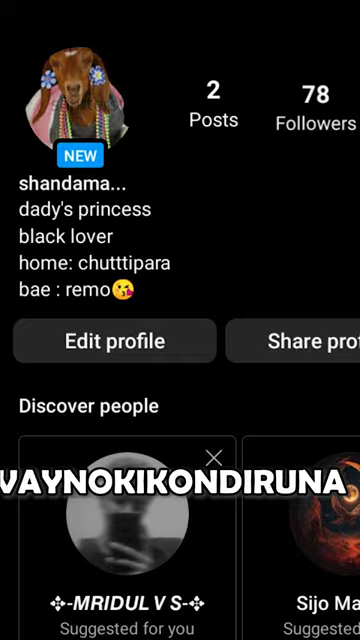 2
Posts
78
Followers
NEW
shandama...
dady's princess
black lover
home: chutttipara
bae : remo😘
Edit profile
Share prof
Discover people
VAYNOKIKONDIRUNA
✣-MRIDUL V S-✣
Suggested for you
Sijo Ma
Suggested